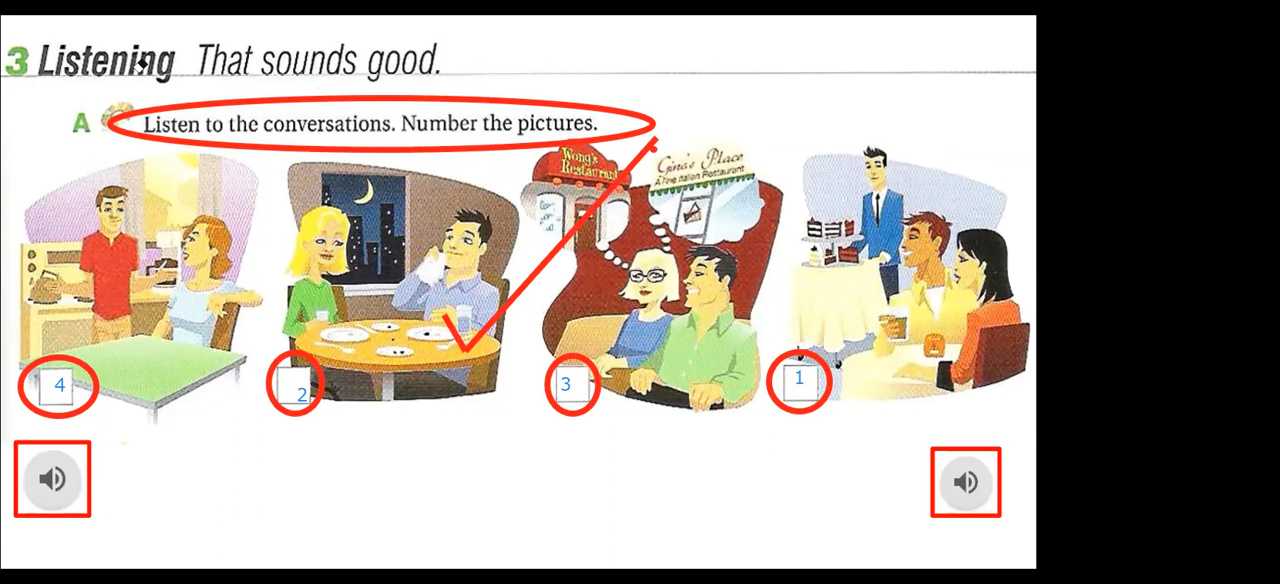 3 Listening That sounds good.
A Listen to the conversations. Number the pictures.
Wong's
Restaurant
Gina's Place
A Fine Italian Restaurant
4
2
3
1